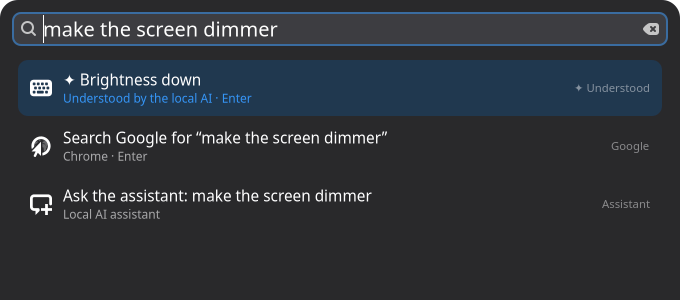 make the screen dimmer
✦ Brightness down
Understood by the local AI · Enter
✦ Understood
Search Google for “make the screen dimmer”
Chrome · Enter
Google
Ask the assistant: make the screen dimmer
Local AI assistant
Assistant